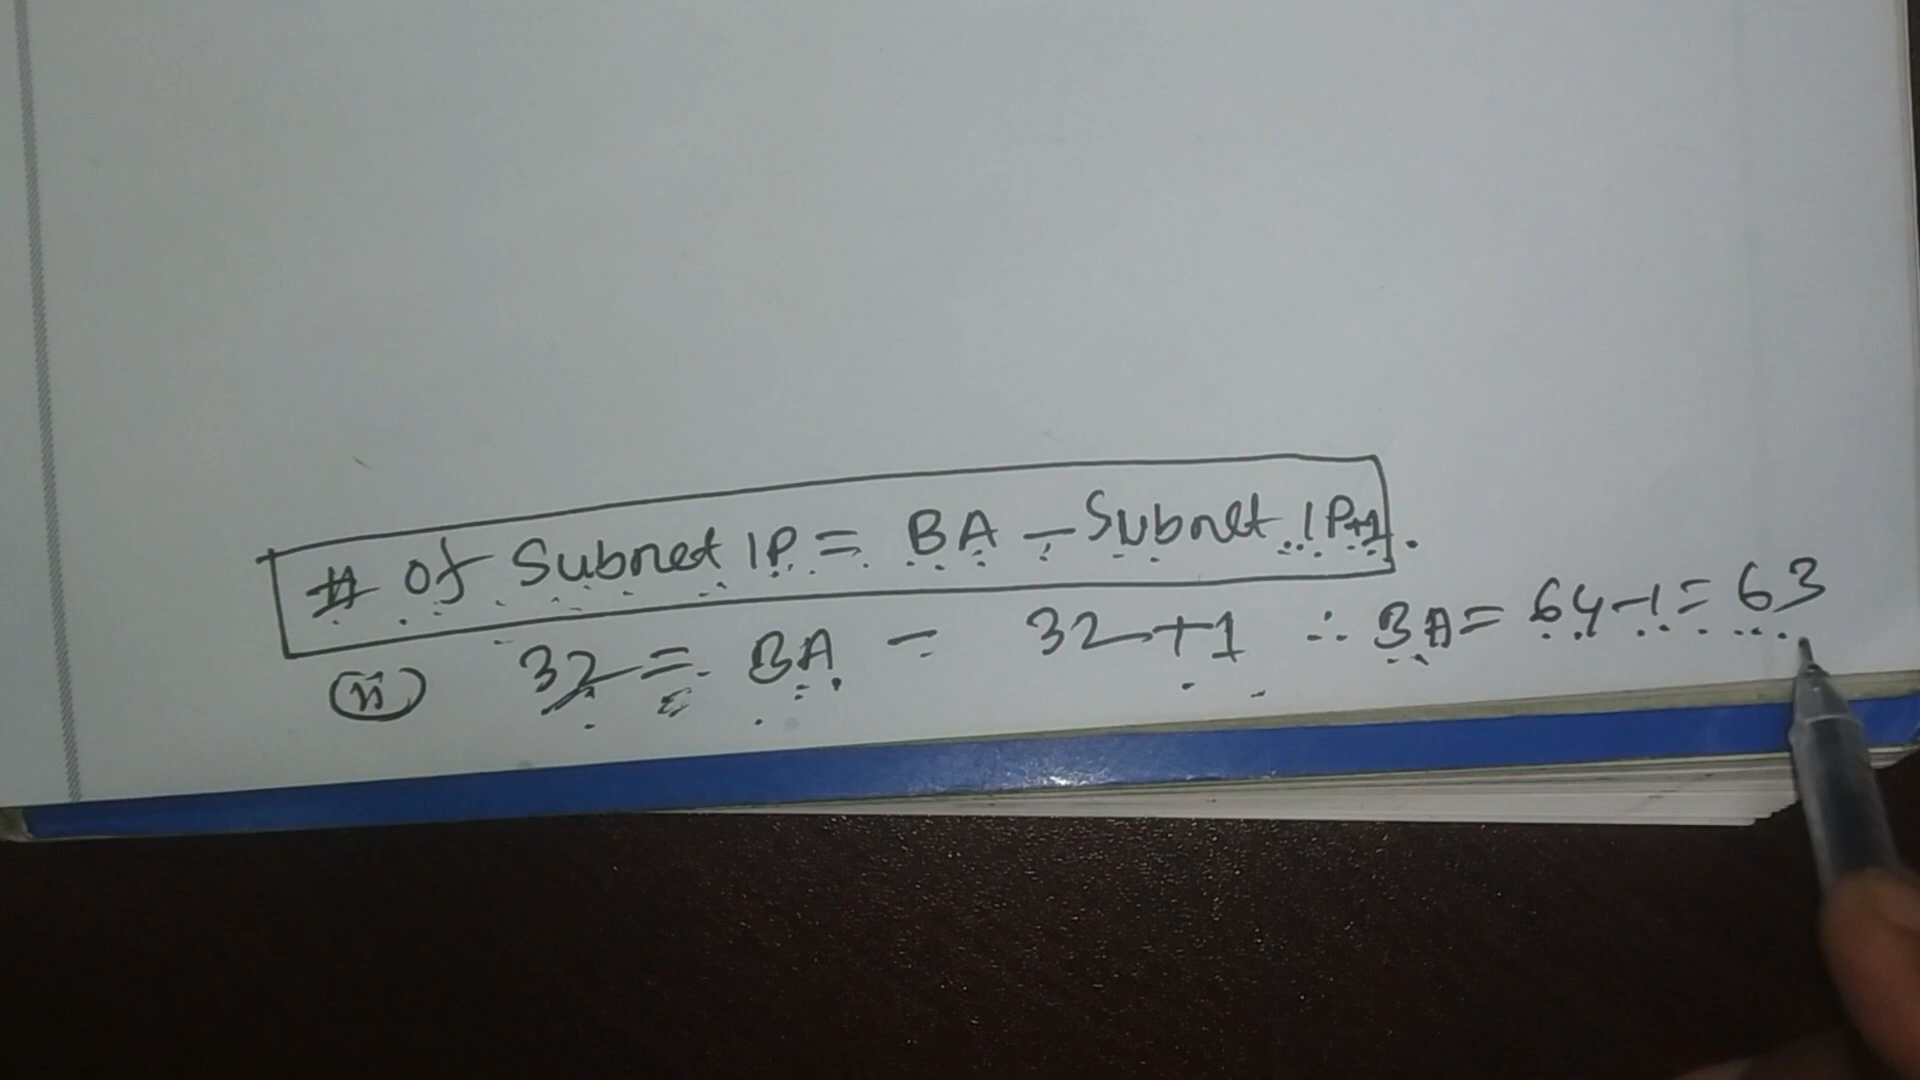 # of Subnet IP = BA - Subnet IP+1.
(ii) 32 = BA - 32+1 ∴ BA = 64-1 = 63